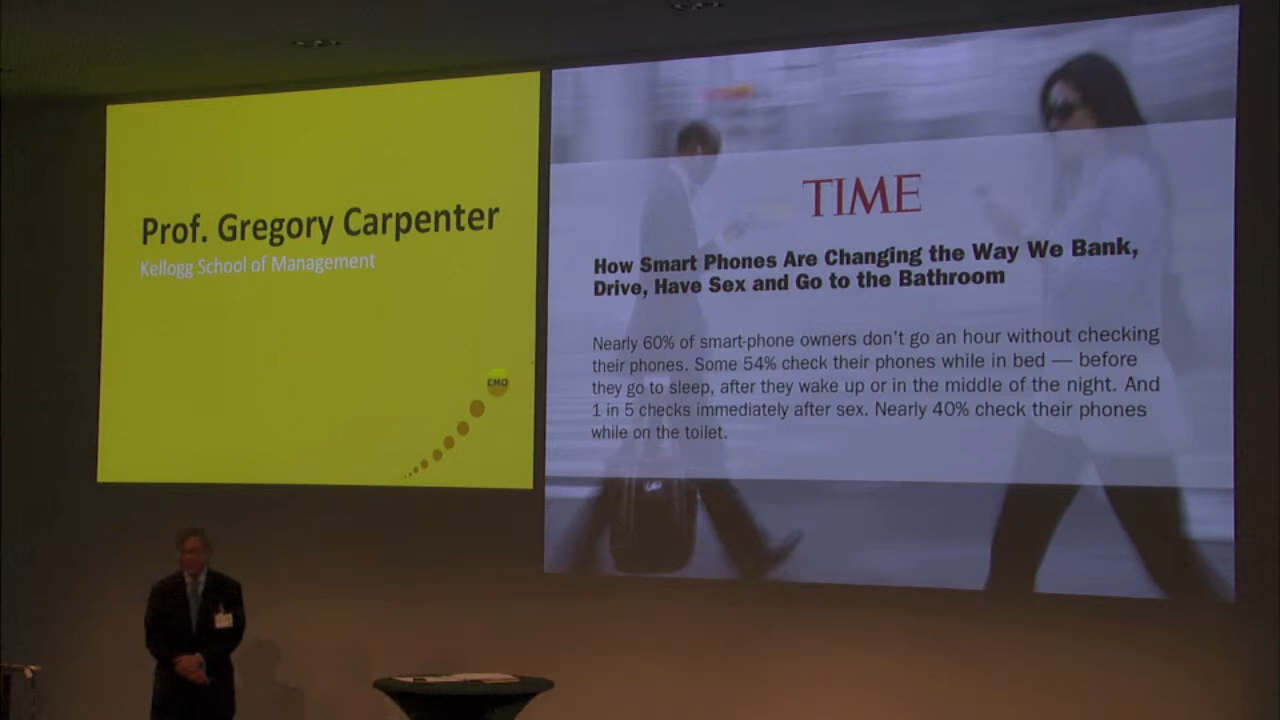 Prof. Gregory Carpenter
Kellogg School of Management
CMO
TIME
How Smart Phones Are Changing the Way We Bank,
Drive, Have Sex and Go to the Bathroom
Nearly 60% of smart-phone owners don't go an hour without checking
their phones. Some 54% check their phones while in bed — before
they go to sleep, after they wake up or in the middle of the night. And
1 in 5 checks immediately after sex. Nearly 40% check their phones
while on the toilet.